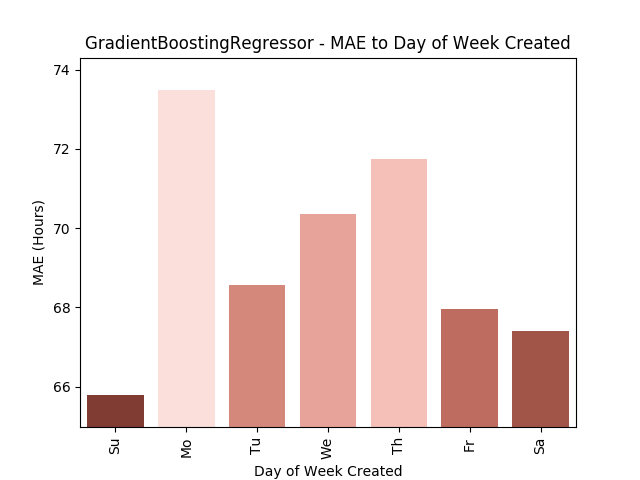 GradientBoostingRegressor - MAE to Day of Week Created
74
72
70
68
66
MAE (Hours)
Su
Mo
Tu
We
Th
Fr
Sa
Day of Week Created